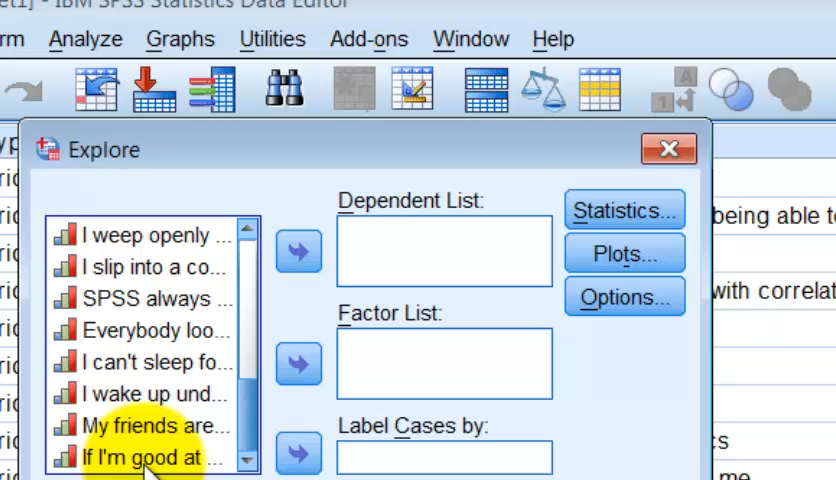 IBM SPSS Statistics Data Editor
rm Analyze Graphs Utilities Add-ons Window Help
Explore
Dependent List:
Statistics...
being able to
I weep openly ...
I slip into a co...
Plots...
SPSS always ...
Options...
with correlat
Factor List:
Everybody loo...
I can't sleep fo...
I wake up und...
My friends are...
Label Cases by:
If I'm good at ...
me